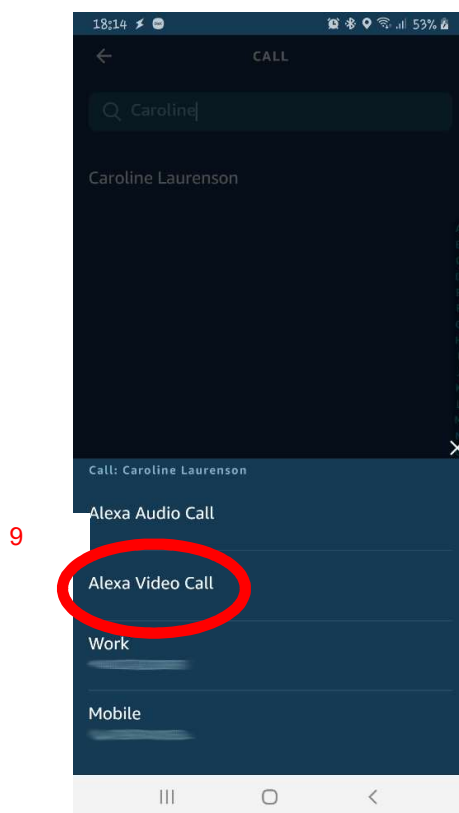 18:14 53%
CALL
Caroline
Caroline Laurenson
Call: Caroline Laurenson
Alexa Audio Call
9
Alexa Video Call
Work
Mobile